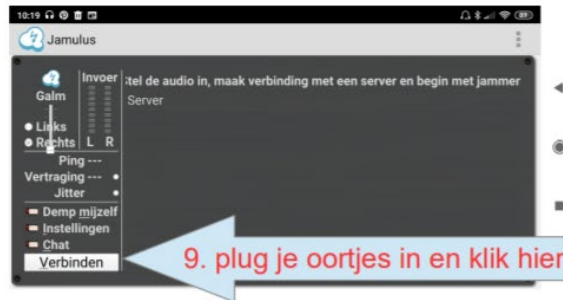 10:19
Jamulus
Galm
Invoer
Links
Rechts
L R
Ping ---
Vertraging ---
Jitter
Demp mijzelf
Instellingen
Chat
Verbinden
:tel de audio in, maak verbinding met een server en begin met jammer
Server
9. plug je oortjes in en klik hier